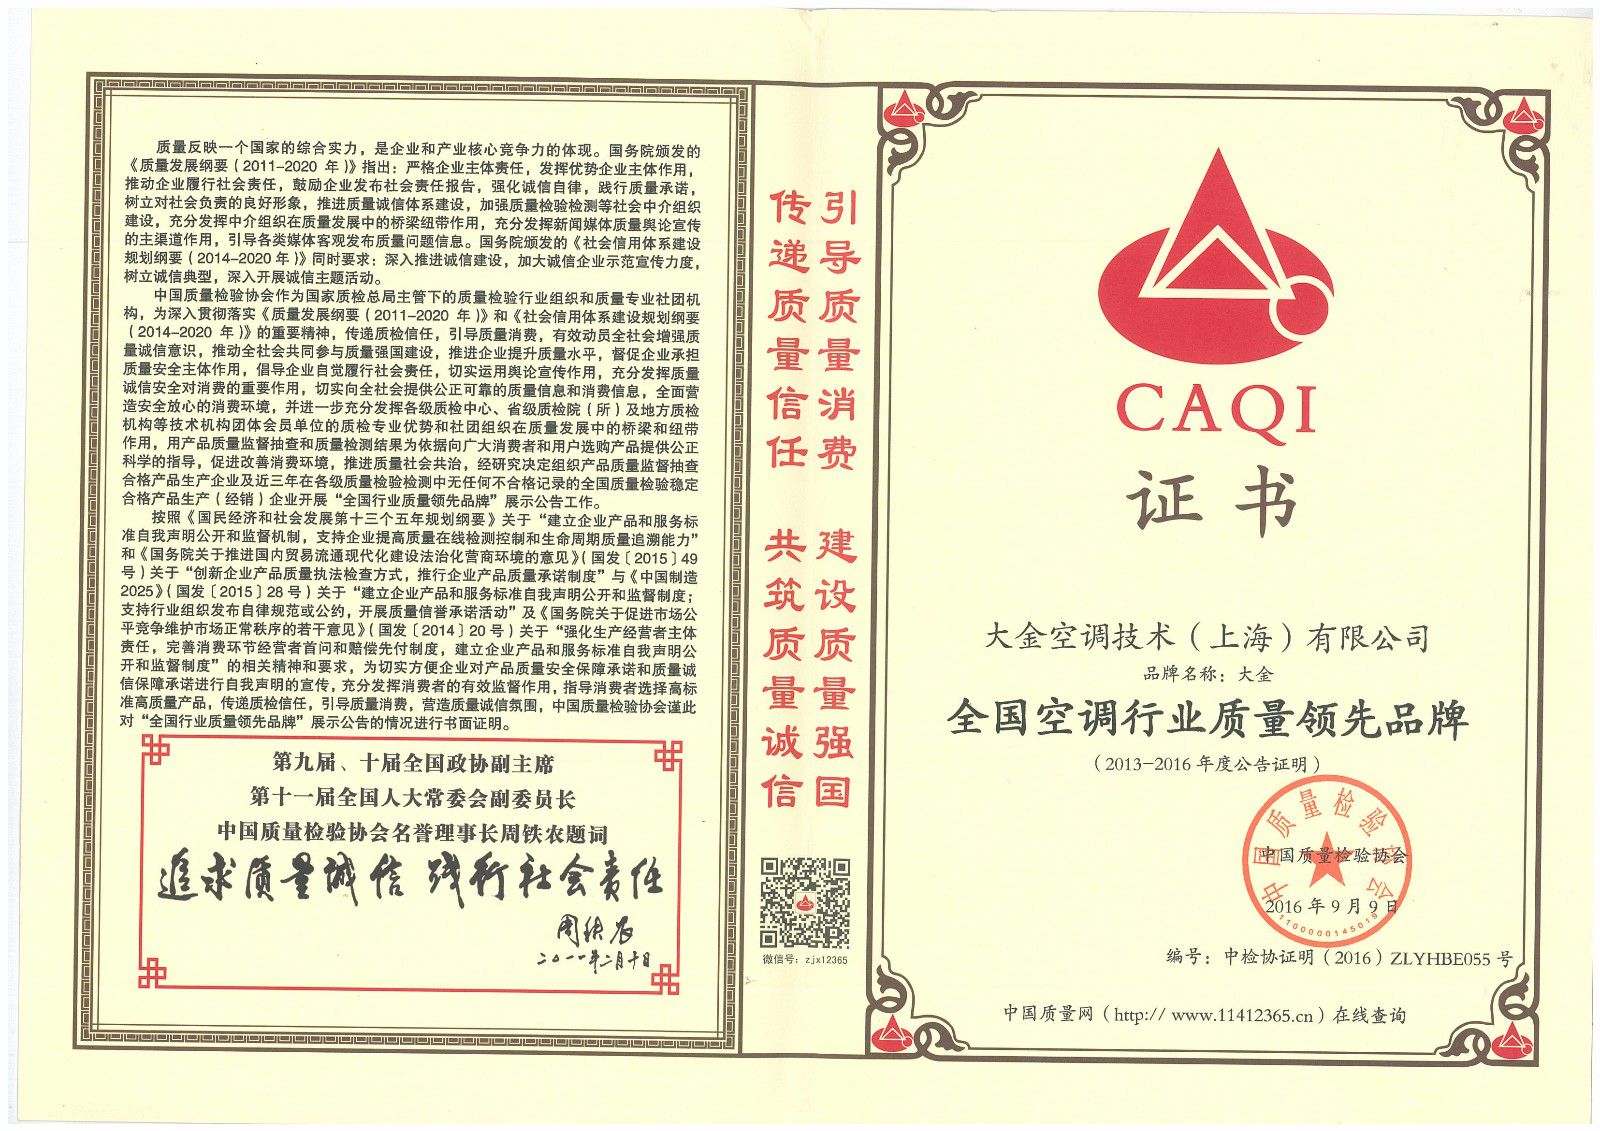 质量反映一个国家的综合实力，是企业和产业核心竞争力的体现。国务院颁发的
《质量发展纲要（2011-2020 年）》指出：严格企业主体责任，发挥优势企业主体作用，
推动企业履行社会责任，鼓励企业发布社会责任报告，强化诚信自律，践行质量承诺，
树立对社会负责的良好形象，推进质量诚信体系建设，加强质量检验检测等社会中介组织
建设，充分发挥中介组织在质量发展中的桥梁纽带作用，充分发挥新闻媒体质量舆论宣传
的主渠道作用，引导各类媒体客观发布质量问题信息。国务院颁发的《社会信用体系建设
规划纲要（2014-2020 年）》同时要求：深入推进诚信建设，加大诚信企业示范宣传力度，
树立诚信典型，深入开展诚信主题活动。
中国质量检验协会作为国家质检总局主管下的质量检验行业组织和质量专业社团机
构，为深入贯彻落实《质量发展纲要（2011-2020 年）》和《社会信用体系建设规划纲要
（2014-2020 年）》的重要精神，传递质检信任，引导质量消费，有效动员全社会增强质
量诚信意识，推动全社会共同参与质量强国建设，推进企业提升质量水平，督促企业承担
质量安全主体作用，倡导企业自觉履行社会责任，切实运用舆论宣传作用，充分发挥质量
诚信安全对消费的重要作用，切实向全社会提供公正可靠的质量信息和消费信息，全面营
造安全放心的消费环境，并进一步充分发挥各级质检中心、省级质检院（所）及地方质检
机构等技术机构团体会员单位的质检专业优势和社团组织在质量发展中的桥梁和纽带
作用，用产品质量监督抽查和质量检测结果为依据向广大消费者和用户选购产品提供公正
科学的指导，促进改善消费环境，推进质量社会共治，经研究决定组织产品质量监督抽查
合格产品生产企业及近三年在各级质量检验检测中无任何不合格记录的全国质量检验稳定
合格产品生产（经销）企业开展“全国行业质量领先品牌”展示公告工作。
按照《国民经济和社会发展第十三个五年规划纲要》关于“建立企业产品和服务标
准自我声明公开和监督机制，支持企业提高质量在线检测控制和生命周期质量追溯能力”
和《国务院关于推进国内贸易流通现代化建设法治化营商环境的意见》（国发〔2015〕49
号）关于“创新企业产品质量执法检查方式，推行企业产品质量承诺制度”与《中国制造
2025》（国发〔2015〕28 号）关于“建立企业产品和服务标准自我声明公开和监督制度；
支持行业组织发布自律规范或公约，开展质量信誉承诺活动”及《国务院关于促进市场公
平竞争维护市场正常秩序的若干意见》（国发〔2014〕20 号）关于“强化生产经营者主体
责任，完善消费环节经营者首问和赔偿先付制度，建立企业产品和服务标准自我声明公
开和监督制度”的相关精神和要求，为切实方便企业对产品质量安全保障承诺和质量诚
信保障承诺进行自我声明的宣传，充分发挥消费者的有效监督作用，指导消费者选择高标
准高质量产品，传递质检信任，引导质量消费，营造质量诚信氛围，中国质量检验协会谨此
对“全国行业质量领先品牌”展示公告的情况进行书面证明。
第九届、十届全国政协副主席
第十一届全国人大常委会副委员长
中国质量检验协会名誉理事长周铁农题词
追求质量诚信 践行社会责任
周铁农
二〇一一年二月十日
引导质量消费 建设质量强国
传递质量信任 共筑质量诚信
微信号：zjx12365
CAQI
证书
大金空调技术（上海）有限公司
品牌名称：大金
全国空调行业质量领先品牌
（2013-2016 年度公告证明）
中国质量检验协会
中国质量检验协会
2016 年 9 月 9 日
1100000145019
编号：中检协证明（2016）ZLYHBE055 号
中国质量网（http:// www.11412365.cn）在线查询